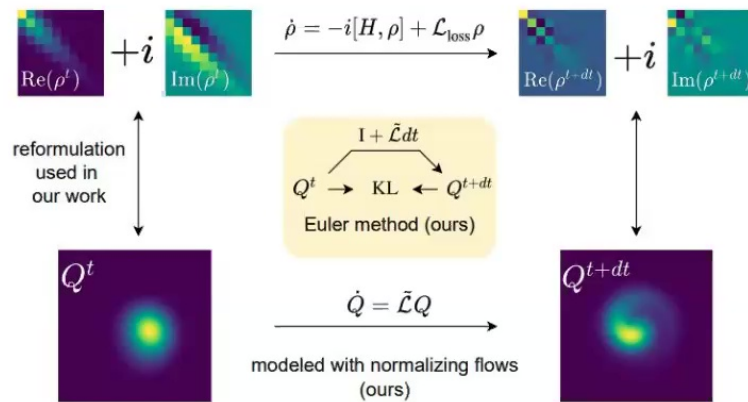 +i
ρ̇ = −i[H, ρ] + 𝓛_loss ρ
+i
Re(ρ^t)
Im(ρ^t)
Re(ρ^{t+dt})
Im(ρ^{t+dt})
reformulation
used in
our work
I + 𝓛̃dt
Q^t → KL ← Q^{t+dt}
Euler method (ours)
Q^t
Q̇ = 𝓛̃Q
Q^{t+dt}
modeled with normalizing flows
(ours)